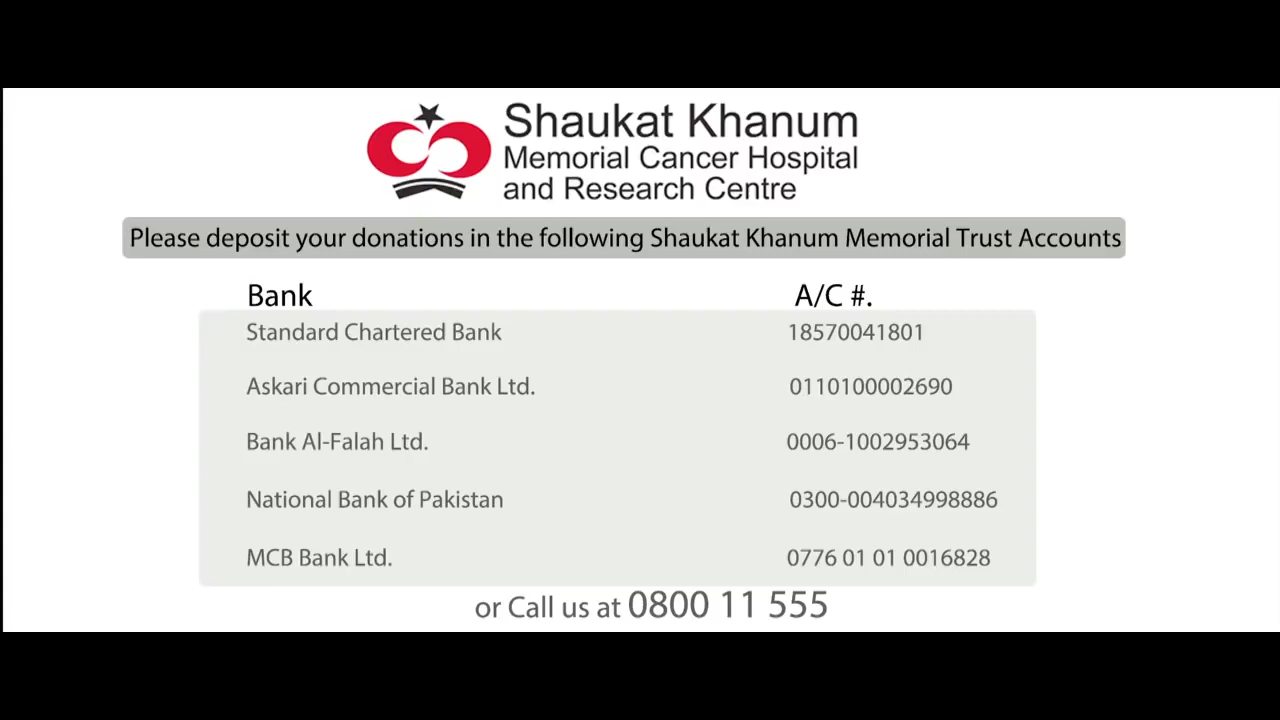 Shaukat Khanum
Memorial Cancer Hospital
and Research Centre
Please deposit your donations in the following Shaukat Khanum Memorial Trust Accounts
Bank A/C #.
Standard Chartered Bank 18570041801
Askari Commercial Bank Ltd. 0110100002690
Bank Al-Falah Ltd. 0006-1002953064
National Bank of Pakistan 0300-004034998886
MCB Bank Ltd. 0776 01 01 0016828
or Call us at 0800 11 555